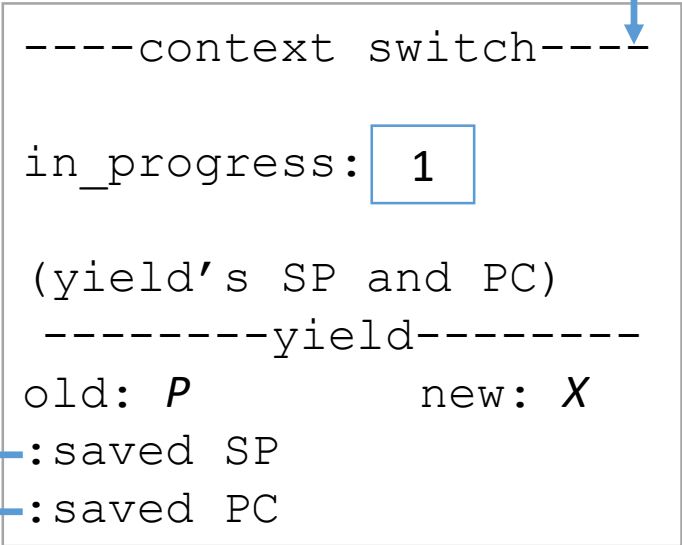 ----context switch----
in_progress: 1
(yield’s SP and PC)
--------yield--------
old: P new: X
:saved SP
:saved PC